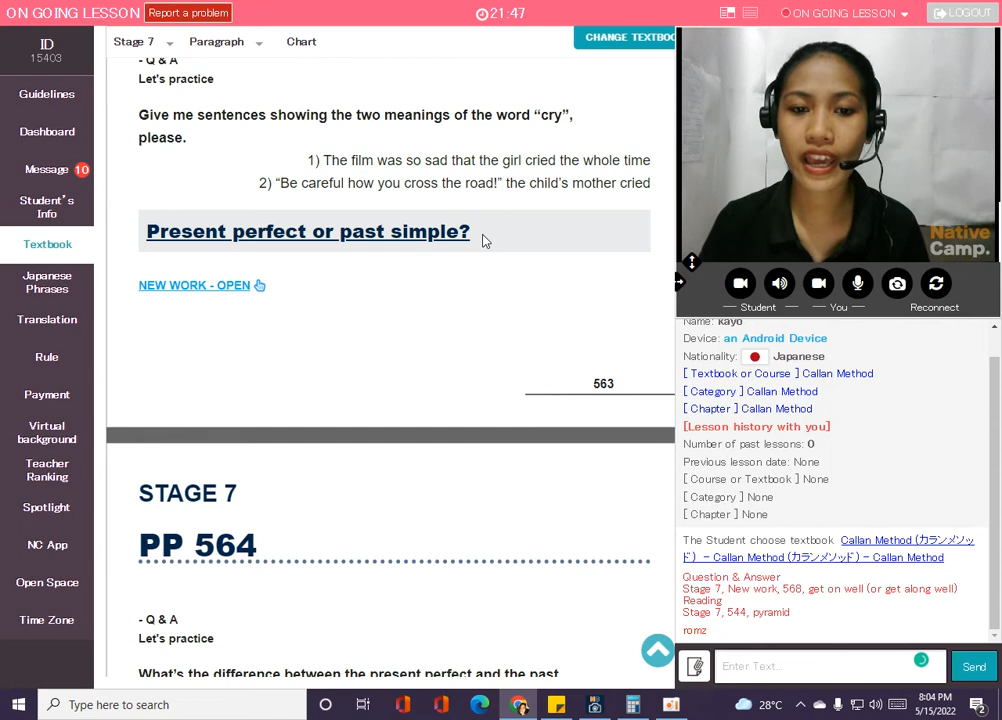 ON GOING LESSON Report a problem 21:47 ON GOING LESSON LOGOUT
ID
15403
Guidelines
Dashboard
Message 10
Student's
Info
Textbook
Japanese
Phrases
Translation
Rule
Payment
Virtual
background
Teacher
Ranking
Spotlight
NC App
Open Space
Time Zone
Stage 7 Paragraph Chart CHANGE TEXTBOO
- Q & A
Let's practice
Give me sentences showing the two meanings of the word “cry”,
please.
1) The film was so sad that the girl cried the whole time
2) “Be careful how you cross the road!” the child's mother cried
Present perfect or past simple?
NEW WORK - OPEN
563
STAGE 7
PP 564
- Q & A
Let's practice
What's the difference between the present perfect and the past
Native
Camp.
Student You Reconnect
Name: kayo
Device: an Android Device
Nationality: Japanese
[ Textbook or Course ] Callan Method
[ Category ] Callan Method
[ Chapter ] Callan Method
[Lesson history with you]
Number of past lessons: 0
Previous lesson date: None
[ Course or Textbook ] None
[ Category ] None
[ Chapter ] None
The Student choose textbook Callan Method (カランメソッ
ド) - Callan Method (カランメソッド) - Callan Method
Question & Answer
Stage 7, New work, 568, get on well (or get along well)
Reading
Stage 7, 544, pyramid
romz
Enter Text... Send
Type here to search
28°C
8:04 PM
5/15/2022
2